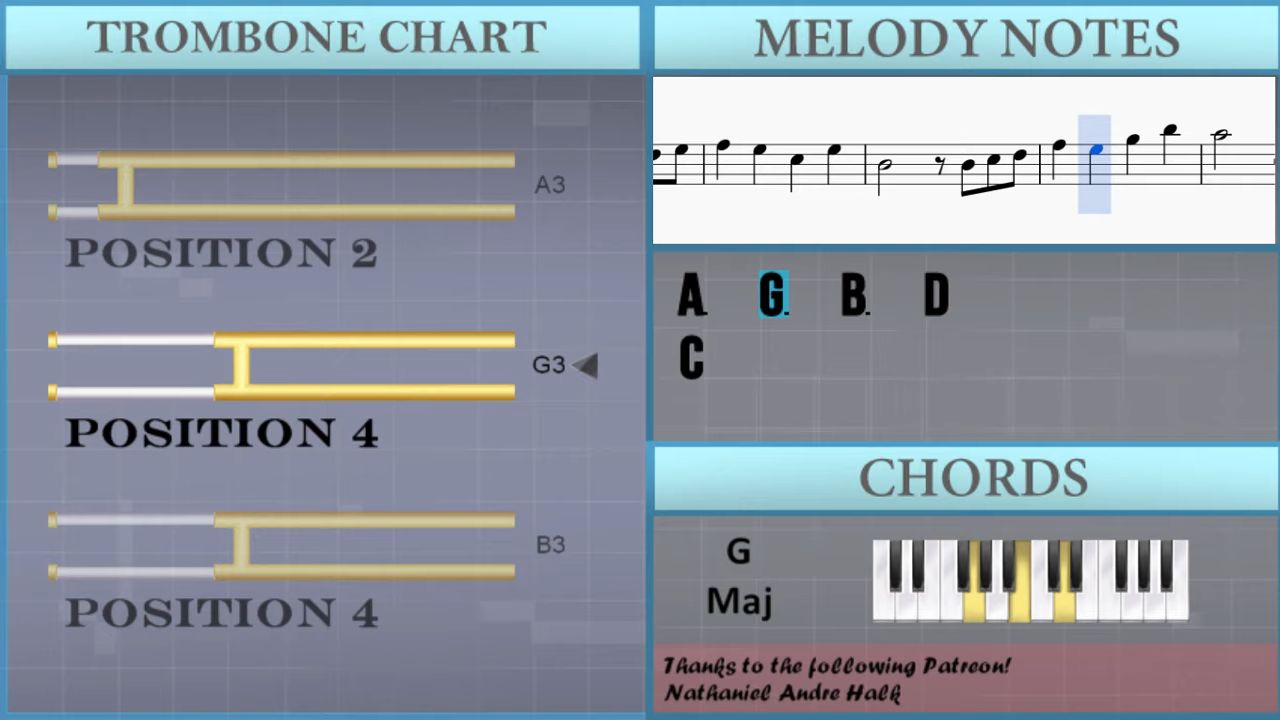 TROMBONE CHART
A3
POSITION 2
G3
POSITION 4
B3
POSITION 4
MELODY NOTES
A. G. B. D
C
CHORDS
G
Maj
Thanks to the following Patreon!
Nathaniel Andre Halk